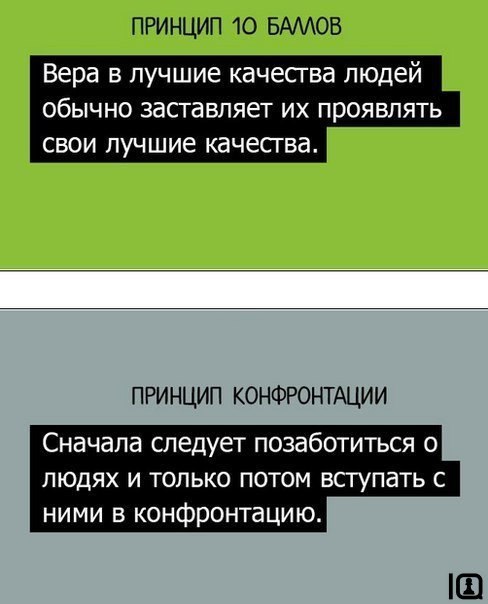 ПРИНЦИП 10 БАЛЛОВ
Вера в лучшие качества людей
обычно заставляет их проявлять
свои лучшие качества.
ПРИНЦИП КОНФРОНТАЦИИ
Сначала следует позаботиться о
людях и только потом вступать с
ними в конфронтацию.
IQ